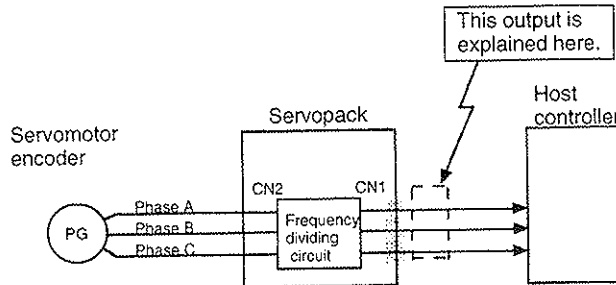 This output is
explained here.
Servopack
Host
controller
Servomotor
encoder
CN2
CN1
Phase A
Phase B
Phase C
PG
Frequency
dividing
circuit